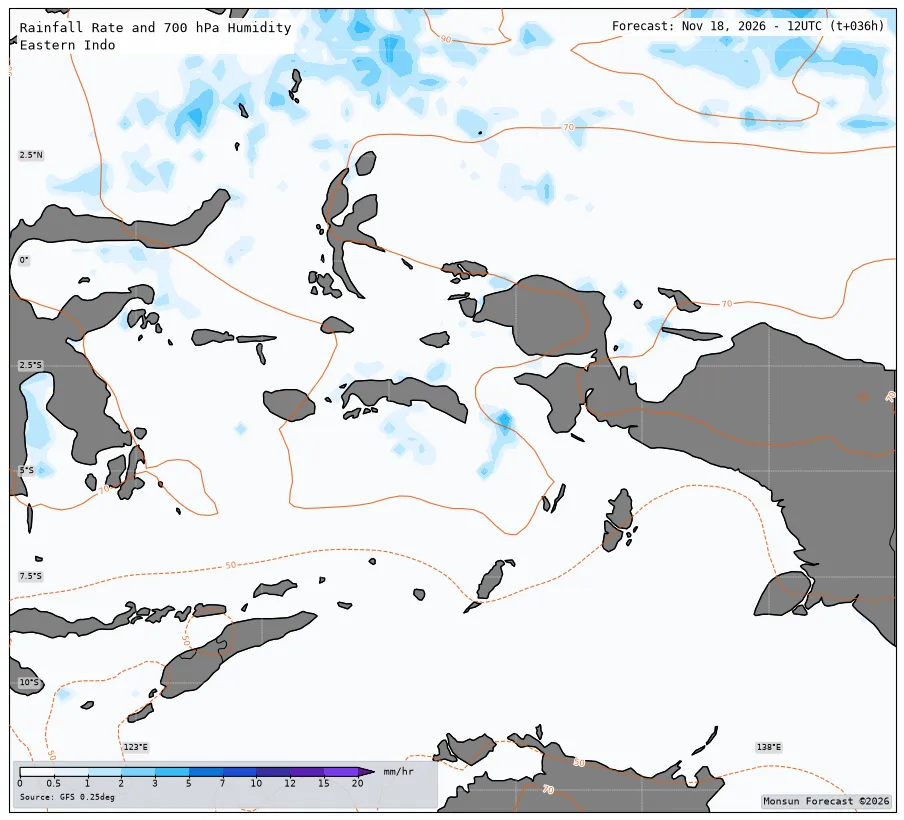 Rainfall Rate and 700 hPa Humidity
Eastern Indo
Forecast: Nov 18, 2026 - 12UTC (t+036h)
90
70
2.5°N
0°
70
2.5°S
70
5°S
70
50
7.5°S
50
10°S
50
123°E
138°E
50
70
mm/hr
0 0.5 1 2 3 5 7 10 12 15 20
Source: GFS 0.25deg
Monsun Forecast ©2026